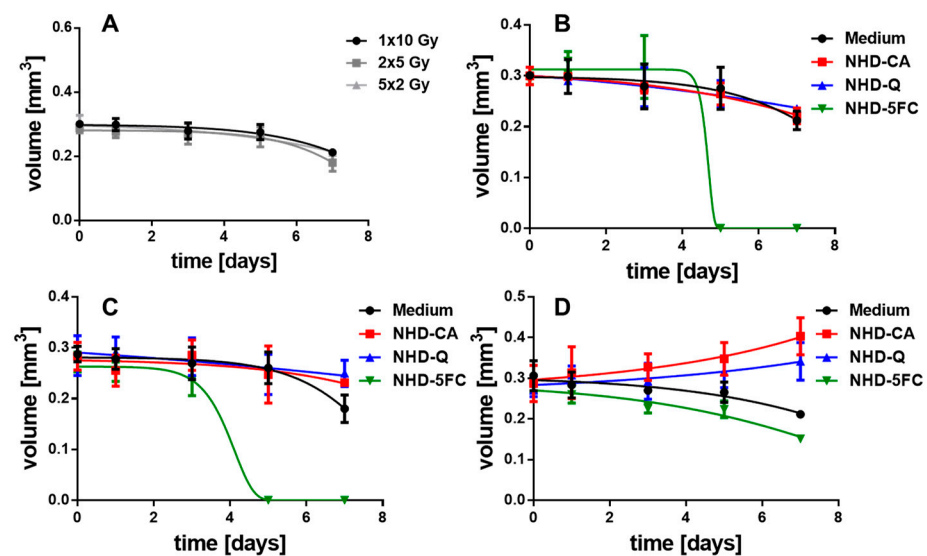 A
1x10 Gy
2x5 Gy
5x2 Gy
volume [mm³]
0.6
0.4
0.2
0.0
0 2 4 6 8
time [days]
B
Medium
NHD-CA
NHD-Q
NHD-5FC
volume [mm³]
0.4
0.3
0.2
0.1
0.0
0 2 4 6 8
time [days]
C
Medium
NHD-CA
NHD-Q
NHD-5FC
volume [mm³]
0.4
0.3
0.2
0.1
0.0
0 2 4 6 8
time [days]
D
Medium
NHD-CA
NHD-Q
NHD-5FC
volume [mm³]
0.5
0.4
0.3
0.2
0.1
0.0
0 2 4 6 8
time [days]